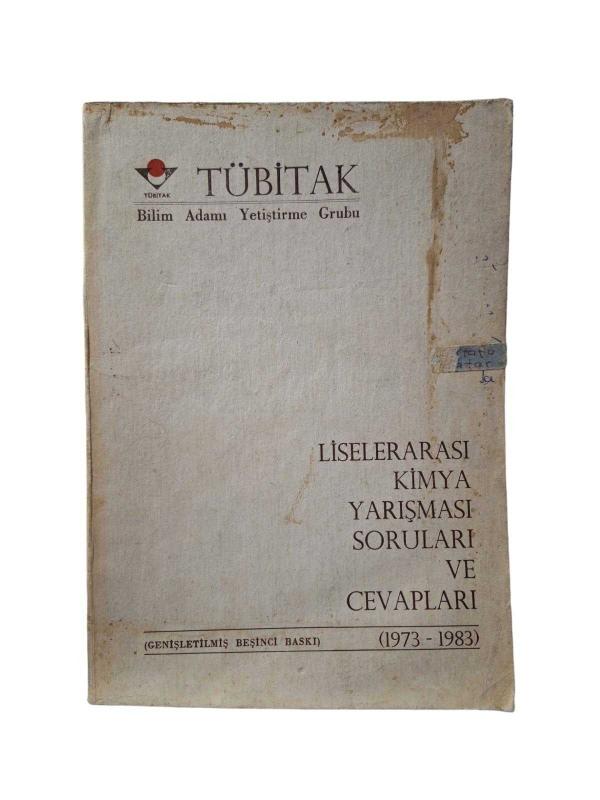 TÜBİTAK
TÜBİTAK
Bilim Adamı Yetiştirme Grubu
LİSELERARASI
KİMYA
YARIŞMASI
SORULARI
VE
CEVAPLARI
(GENİŞLETİLMİŞ BEŞİNCİ BASKI)
(1973 - 1983)